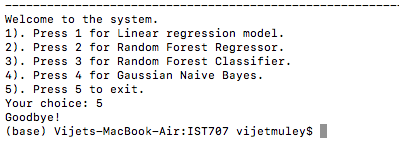 Welcome to the system.
1). Press 1 for Linear regression model.
2). Press 2 for Random Forest Regressor.
3). Press 3 for Random Forest Classifier.
4). Press 4 for Gaussian Naive Bayes.
5). Press 5 to exit.
Your choice: 5
Goodbye!
(base) Vijets-MacBook-Air:IST707 vijetmuley$